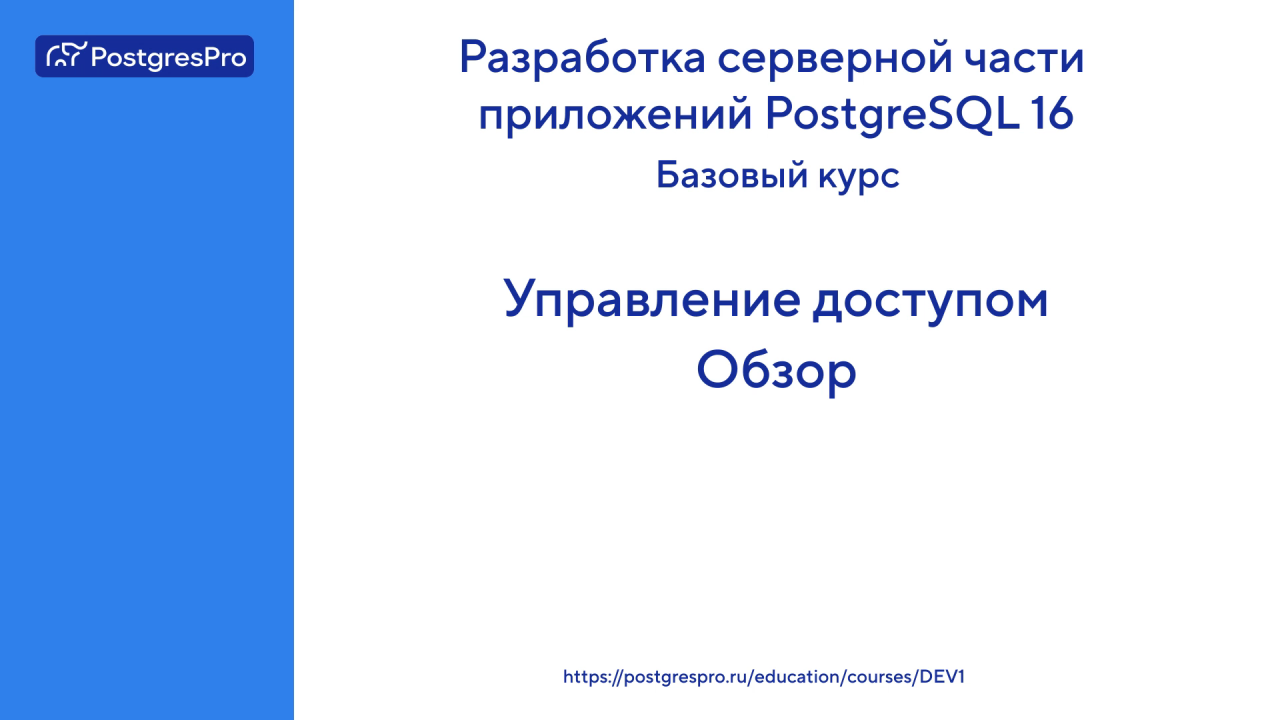 PostgresPro
Разработка серверной части
приложений PostgreSQL 16
Базовый курс
Управление доступом
Обзор
https://postgrespro.ru/education/courses/DEV1